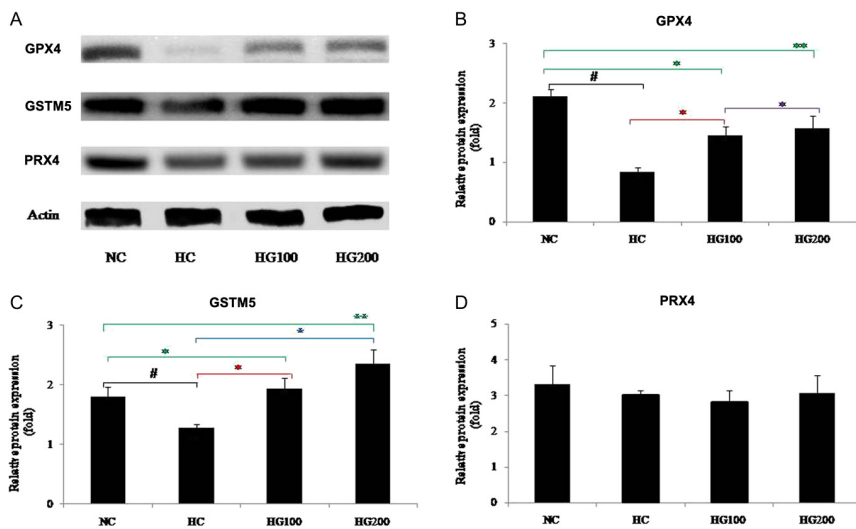 A
GPX4
GSTM5
PRX4
Actin
NC HC HG100 HG200
B
GPX4
Relative protein expression
(fold)
3
2
1
0
**
*
#
*
*
NC HC HG100 HG200
C
GSTM5
Relative protein expression
(fold)
3
2
1
0
**
*
*
#
*
NC HC HG100 HG200
D
PRX4
Relative protein expression
(fold)
5
4
3
2
1
0
NC HC HG100 HG200